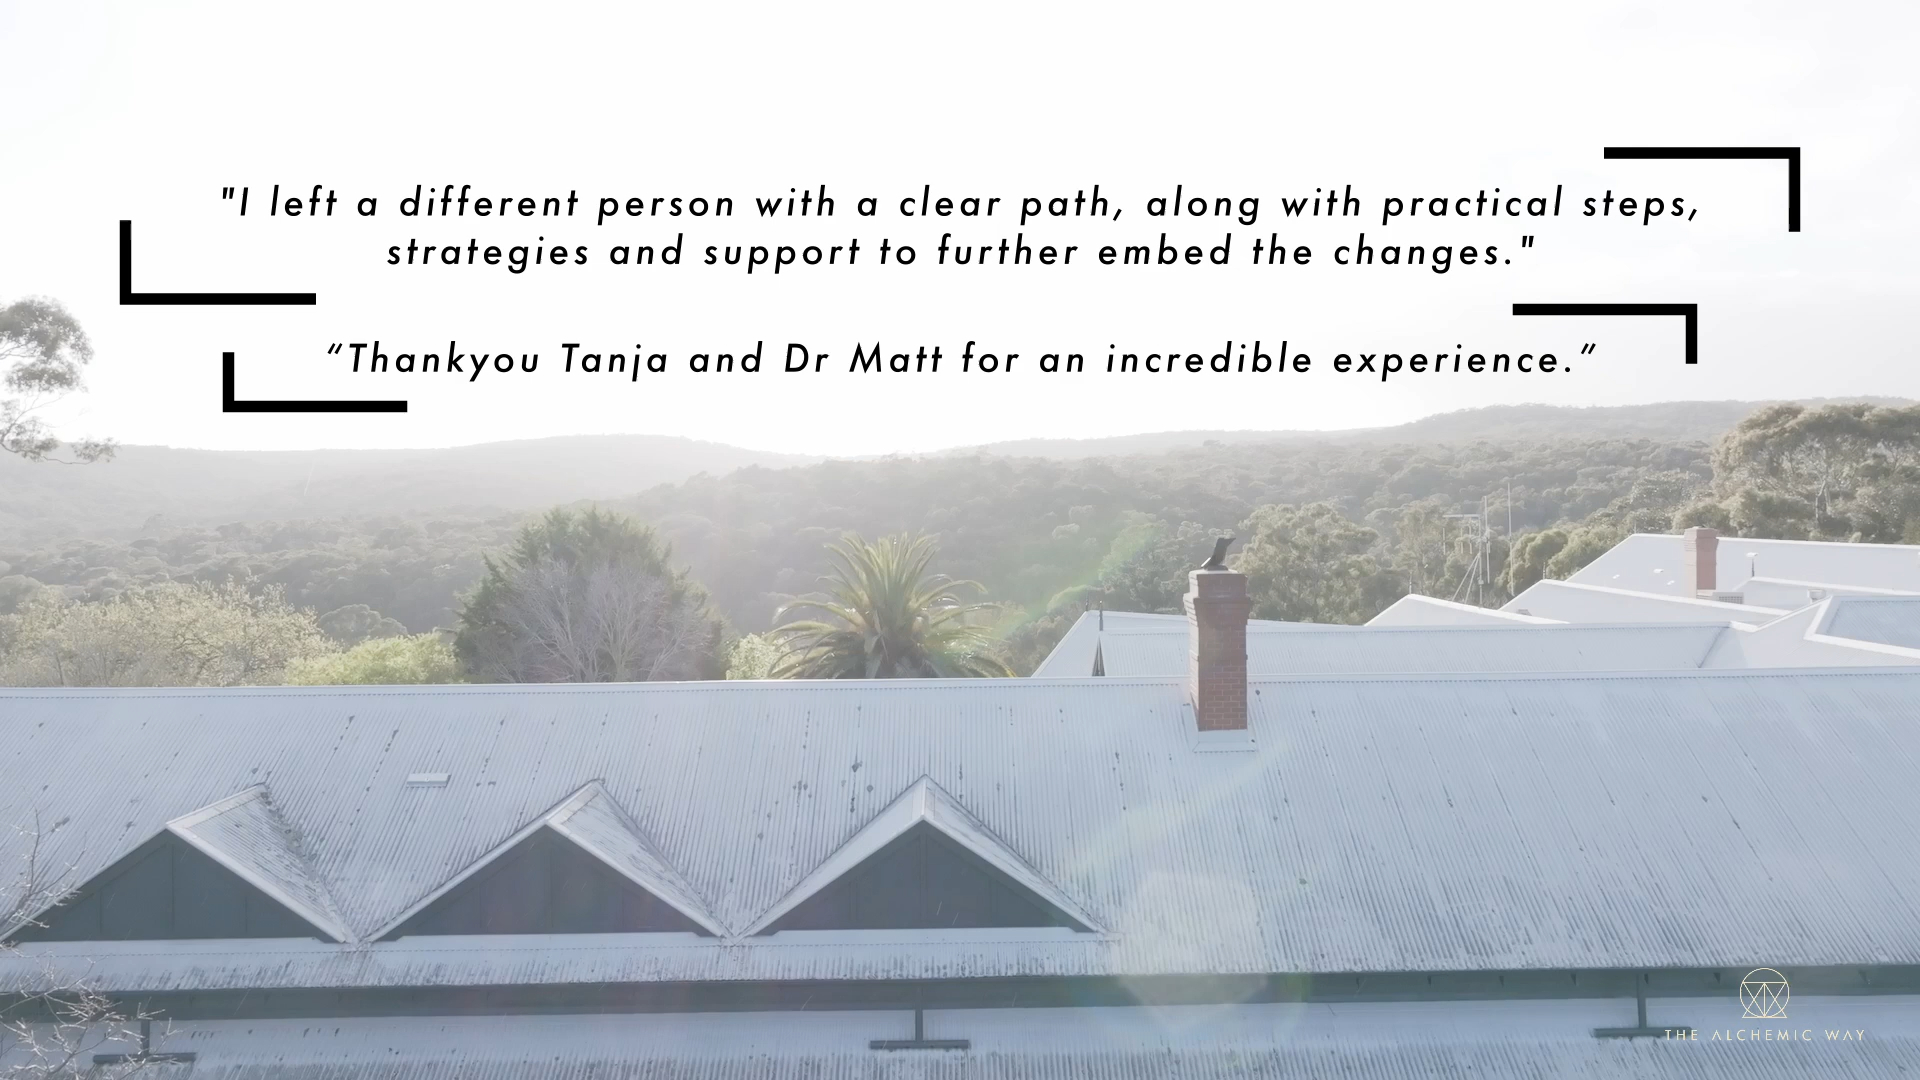 "I left a different person with a clear path, along with practical steps,
strategies and support to further embed the changes."
“Thankyou Tanja and Dr Matt for an incredible experience.”
THE ALCHEMIC WAY